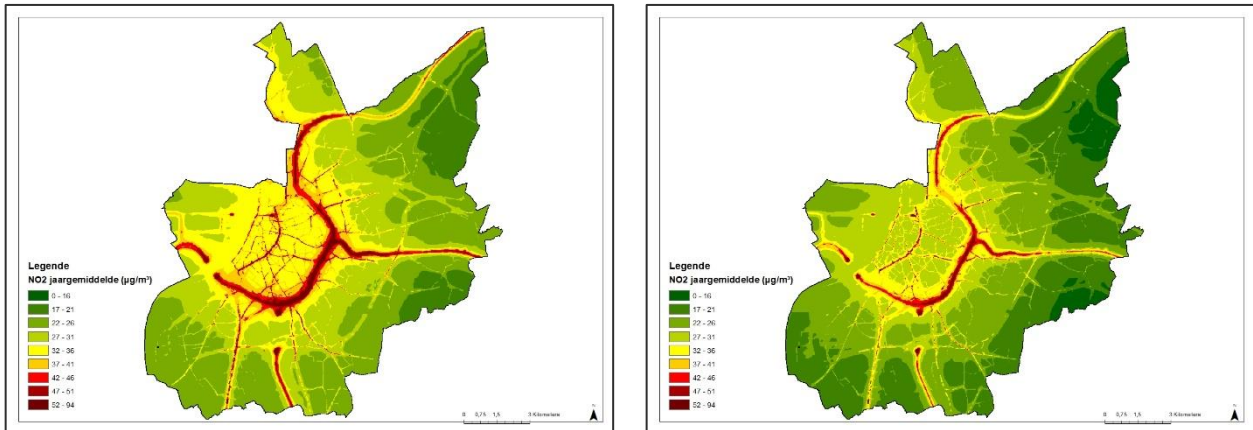 Legende
NO2 jaargemiddelde (µg/m³)
0 - 16
17 - 21
22 - 26
27 - 31
32 - 36
37 - 41
42 - 46
47 - 51
52 - 94
0 0,75 1,5 3 Kilometers
Legende
NO2 jaargemiddelde (µg/m³)
0 - 16
17 - 21
22 - 26
27 - 31
32 - 36
37 - 41
42 - 46
47 - 51
52 - 94
0 0,75 1,5 3 Kilometers